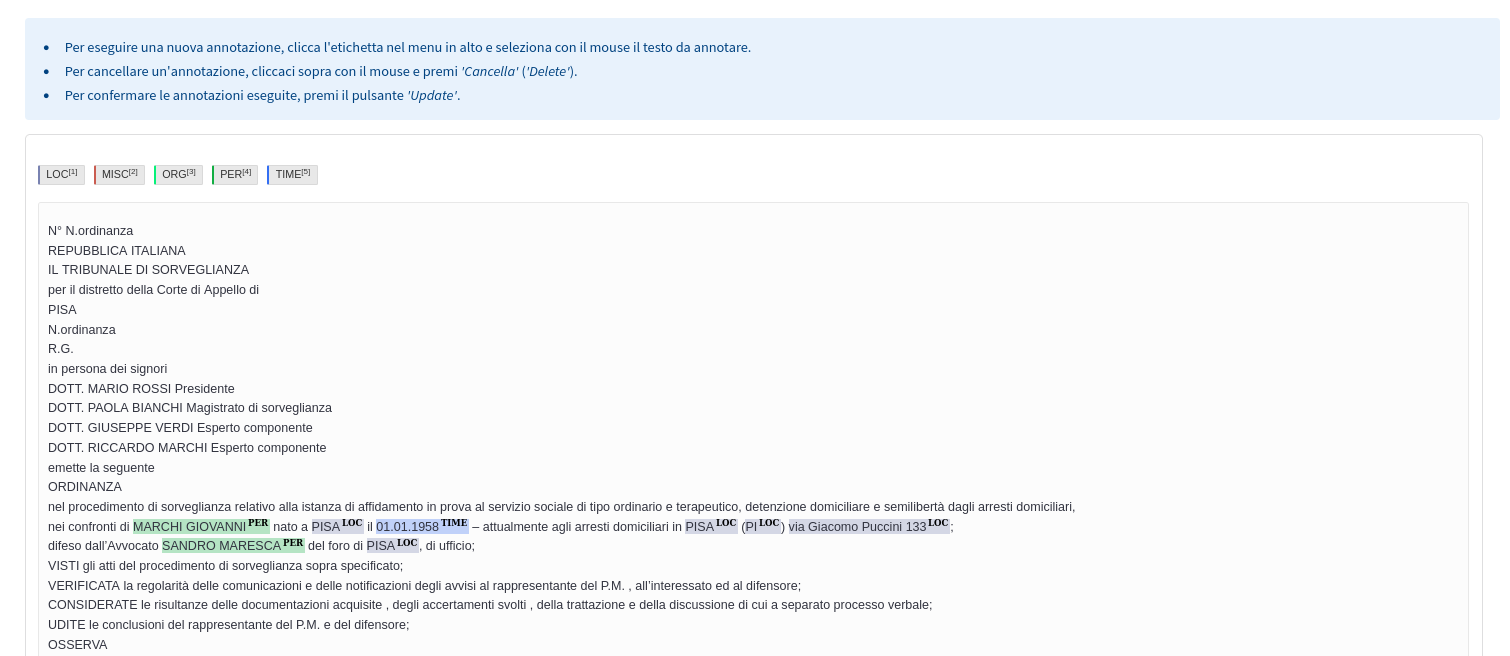 Per eseguire una nuova annotazione, clicca l'etichetta nel menu in alto e seleziona con il mouse il testo da annotare.
Per cancellare un'annotazione, cliccaci sopra con il mouse e premi 'Cancella' ('Delete').
Per confermare le annotazioni eseguite, premi il pulsante 'Update'.
LOC[1] MISC[2] ORG[3] PER[4] TIME[5]
N° N.ordinanza
REPUBBLICA ITALIANA
IL TRIBUNALE DI SORVEGLIANZA
per il distretto della Corte di Appello di
PISA
N.ordinanza
R.G.
in persona dei signori
DOTT. MARIO ROSSI Presidente
DOTT. PAOLA BIANCHI Magistrato di sorveglianza
DOTT. GIUSEPPE VERDI Esperto componente
DOTT. RICCARDO MARCHI Esperto componente
emette la seguente
ORDINANZA
nel procedimento di sorveglianza relativo alla istanza di affidamento in prova al servizio sociale di tipo ordinario e terapeutico, detenzione domiciliare e semilibertà dagli arresti domiciliari,
nei confronti di MARCHI GIOVANNI PER nato a PISA LOC il 01.01.1958 TIME – attualmente agli arresti domiciliari in PISA LOC (PI LOC) via Giacomo Puccini 133 LOC;
difeso dall’Avvocato SANDRO MARESCA PER del foro di PISA LOC, di ufficio;
VISTI gli atti del procedimento di sorveglianza sopra specificato;
VERIFICATA la regolarità delle comunicazioni e delle notificazioni degli avvisi al rappresentante del P.M. , all’interessato ed al difensore;
CONSIDERATE le risultanze delle documentazioni acquisite , degli accertamenti svolti , della trattazione e della discussione di cui a separato processo verbale;
UDITE le conclusioni del rappresentante del P.M. e del difensore;
OSSERVA